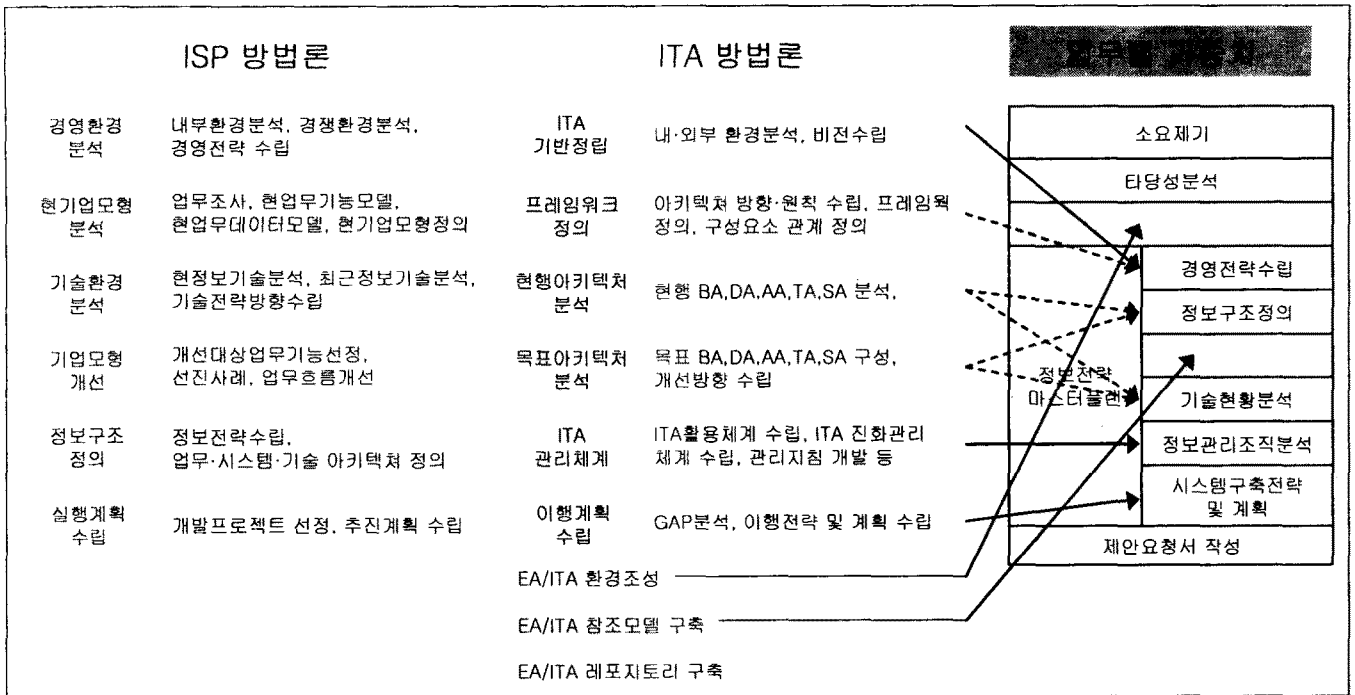 ISP 방법론
ITA 방법론
업무별 가중치
경영환경
분석
내부환경분석, 경쟁환경분석,
경영전략 수립
ITA
기반정립
내·외부 환경분석, 비전수립
현기업모형
분석
업무조사, 현업무기능모델,
현업무데이터모델, 현기업모형정의
프레임워크
정의
아키텍쳐 방향·원칙 수립, 프레임웍
정의, 구성요소 관계 정의
기술환경
분석
현정보기술분석, 최근정보기술분석,
기술전략방향수립
현행아키텍처
분석
현행 BA,DA,AA,TA,SA 분석,
기업모형
개선
개선대상업무기능선정,
선진사례, 업무흐름개선
목표아키텍처
분석
목표 BA,DA,AA,TA,SA 구성,
개선방향 수립
정보구조
정의
정보전략수립,
업무·시스템·기술 아키텍쳐 정의
ITA
관리체계
ITA활용체계 수립, ITA 진화관리
체계 수립, 관리지침 개발 등
실행계획
수립
개발프로젝트 선정, 추진계획 수립
이행계획
수립
GAP분석, 이행전략 및 계획 수립
EA/ITA 환경조성
EA/ITA 참조모델 구축
EA/ITA 레포지토리 구축
소요제기
타당성분석
경영전략수립
정보구조정의
정보전략
마스터플랜
기술현황분석
정보관리조직분석
시스템구축전략
및 계획
제안요청서 작성